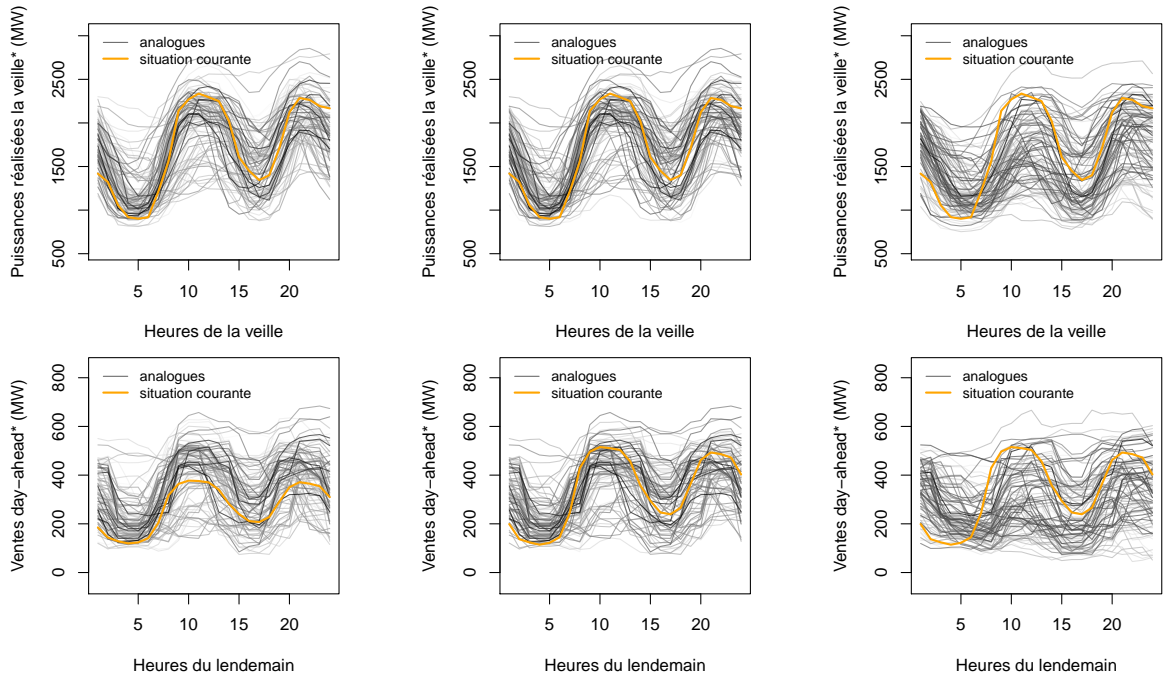 Puissances réalisées la veille* (MW)
500
1500
2500
analogues
situation courante
5
10
15
20
Heures de la veille
Puissances réalisées la veille* (MW)
500
1500
2500
analogues
situation courante
5
10
15
20
Heures de la veille
Puissances réalisées la veille* (MW)
500
1500
2500
analogues
situation courante
5
10
15
20
Heures de la veille
Ventes day−ahead* (MW)
0
200
400
600
800
analogues
situation courante
5
10
15
20
Heures du lendemain
Ventes day−ahead* (MW)
0
200
400
600
800
analogues
situation courante
5
10
15
20
Heures du lendemain
Ventes day−ahead* (MW)
0
200
400
600
800
analogues
situation courante
5
10
15
20
Heures du lendemain